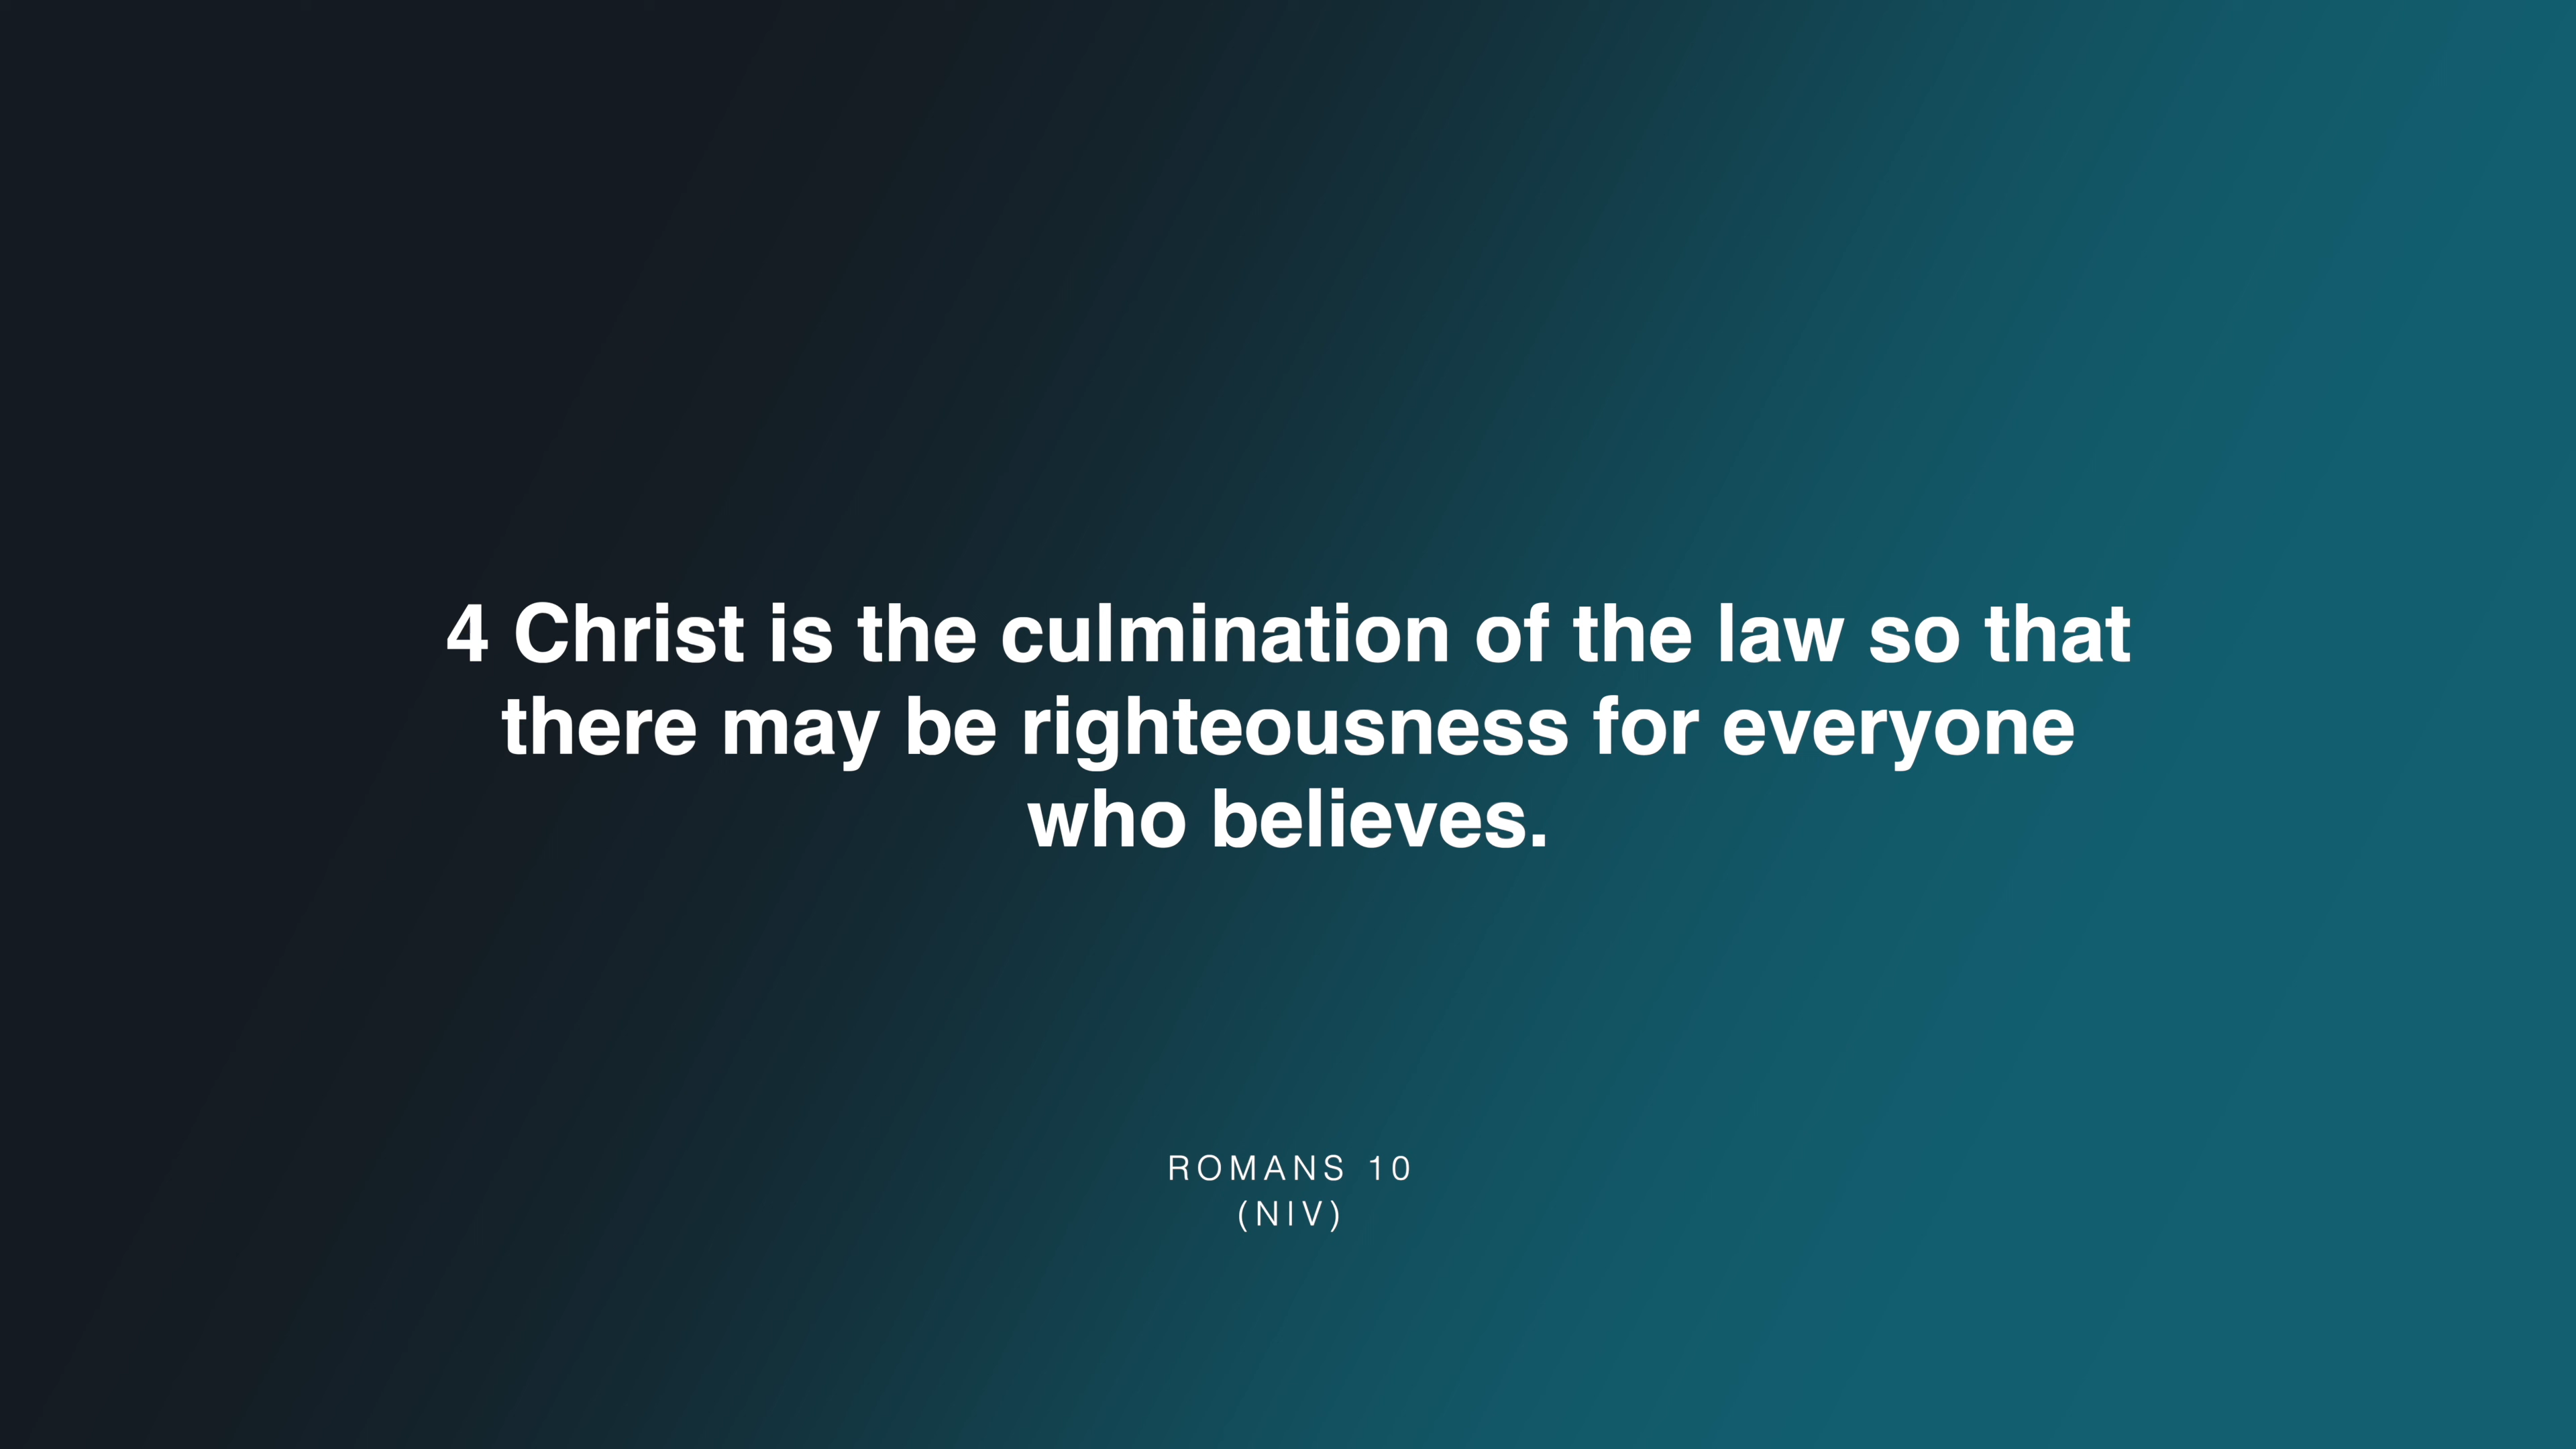 4 Christ is the culmination of the law so that
there may be righteousness for everyone
who believes.
ROMANS 10
(NIV)